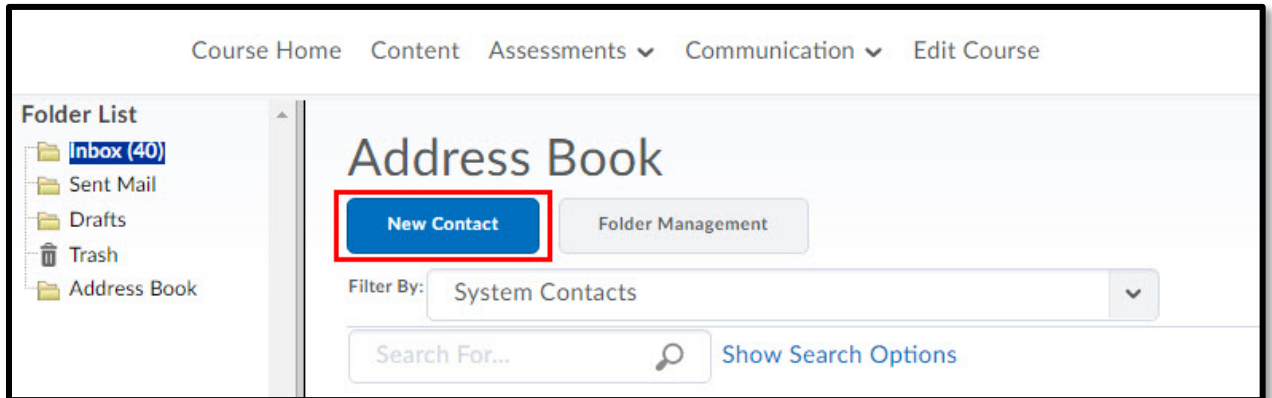 Course Home Content Assessments Communication Edit Course
Folder List
Inbox (40)
Sent Mail
Drafts
Trash
Address Book
Address Book
New Contact Folder Management
Filter By: System Contacts
Search For... Show Search Options